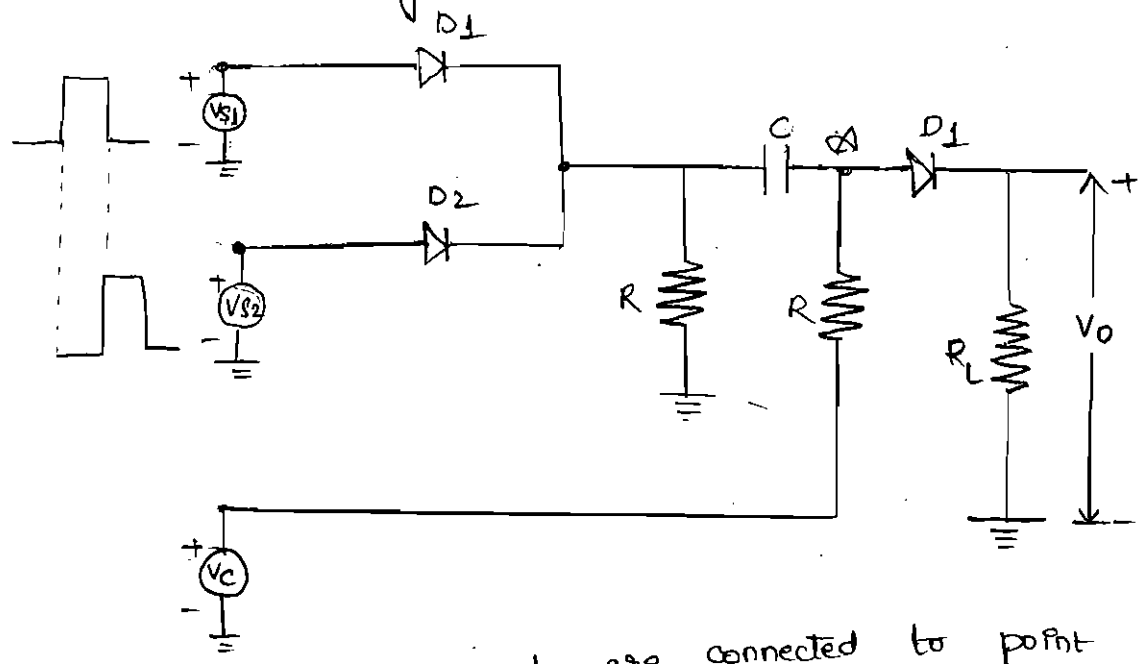 D1
+
VS1
-
D2
+
VS2
-
C
D1
+
R
R
RL
VO
-
+
VC
-
are connected to point